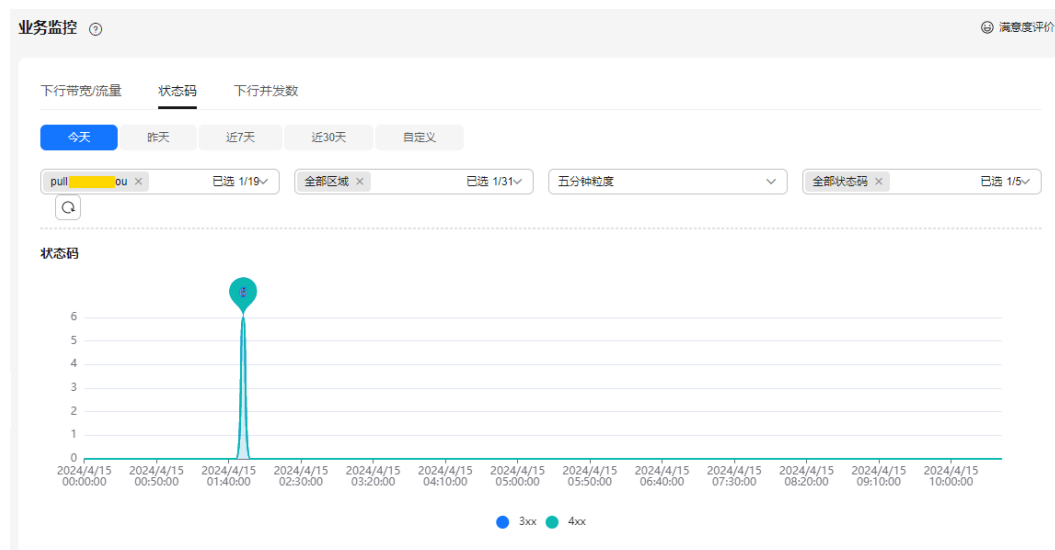 业务监控
满意度评价
下行带宽/流量 状态码 下行并发数
今天 昨天 近7天 近30天 自定义
pull ou × 已选 1/19 全部区域 × 已选 1/31 五分钟粒度 全部状态码 × 已选 1/5
状态码
6
5
4
3
2
1
0
2024/4/15 2024/4/15 2024/4/15 2024/4/15 2024/4/15 2024/4/15 2024/4/15 2024/4/15 2024/4/15 2024/4/15 2024/4/15 2024/4/15 2024/4/15
00:00:00 00:50:00 01:40:00 02:30:00 03:20:00 04:10:00 05:00:00 05:50:00 06:40:00 07:30:00 08:20:00 09:10:00 10:00:00
3xx 4xx